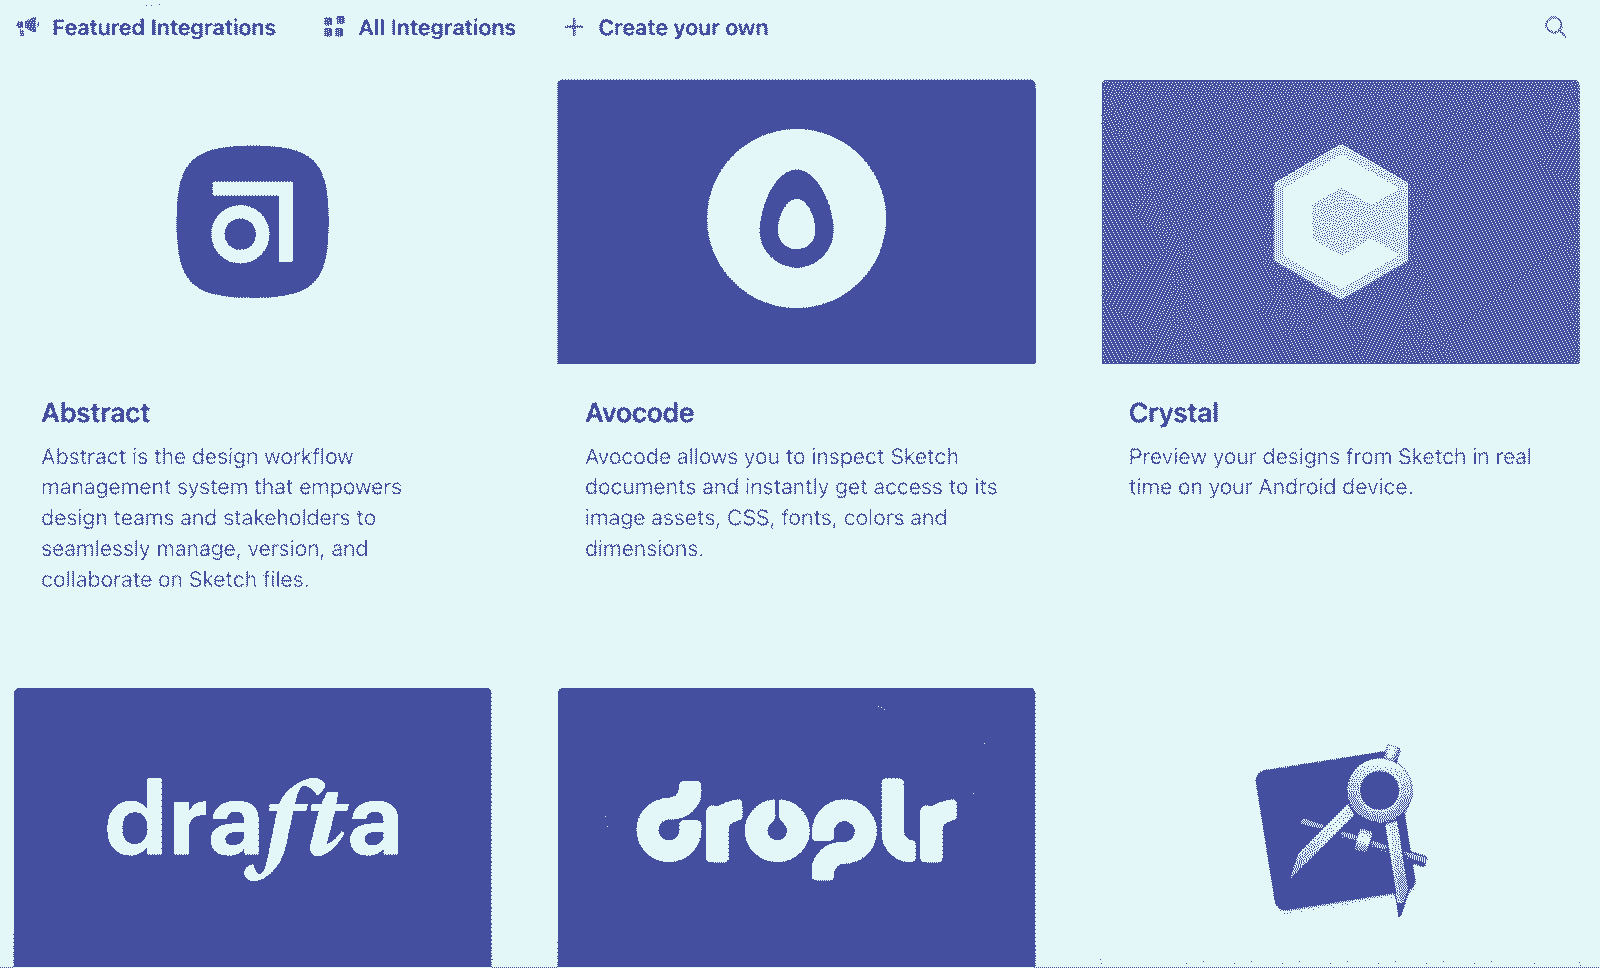 Featured Integrations
All Integrations
Create your own
Abstract
Abstract is the design workflow
management system that empowers
design teams and stakeholders to
seamlessly manage, version, and
collaborate on Sketch files.
Avocode
Avocode allows you to inspect Sketch
documents and instantly get access to its
image assets, CSS, fonts, colors and
dimensions.
Crystal
Preview your designs from Sketch in real
time on your Android device.
drafta
droplr